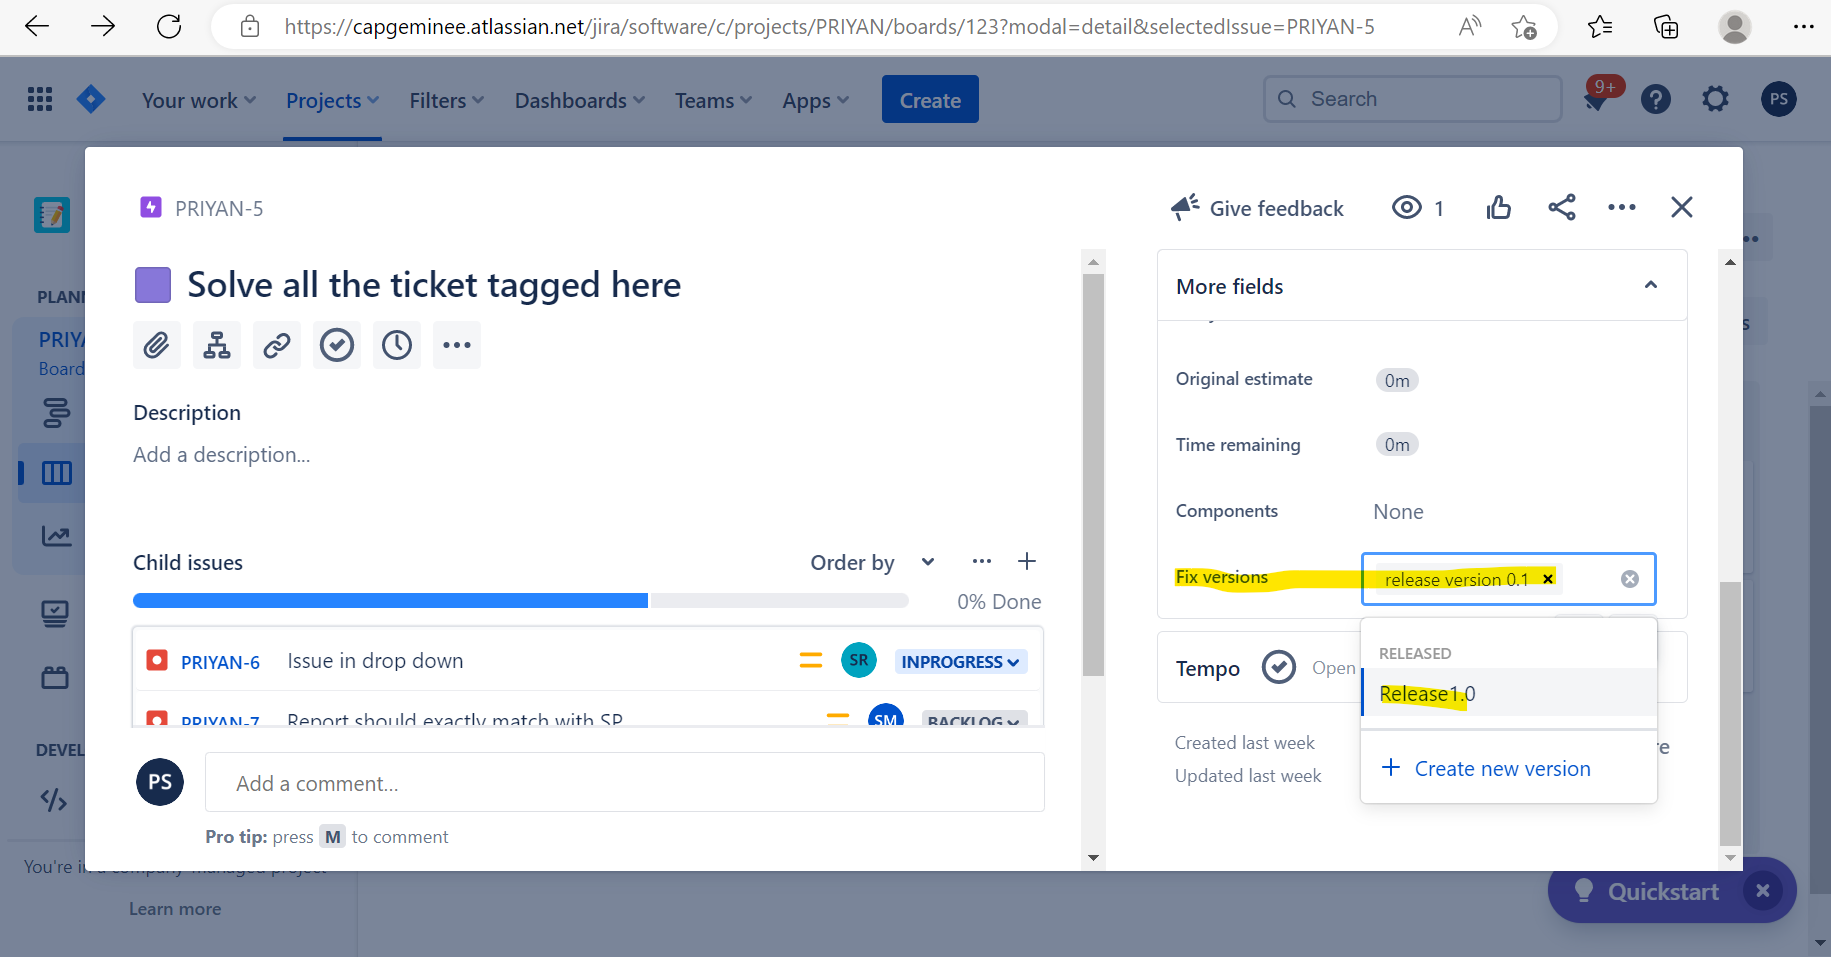 https://capgeminee.atlassian.net/jira/software/c/projects/PRIYAN/boards/123?modal=detail&selectedIssue=PRIYAN-5
Your work Projects Filters Dashboards Teams Apps Create Search 9+ PS
PRIYAN-5 Give feedback 1
Solve all the ticket tagged here
More fields
PLANN
PRIYA
Board
Original estimate 0m
Description
Add a description...
Time remaining 0m
Components None
Child issues Order by
Fix versions release version 0.1
0% Done
RELEASED
PRIYAN-6 Issue in drop down SR INPROGRESS
Tempo Open
Release1.0
PRIYAN-7 Report should exactly match with SP SM BACKLOG
Created last week
Create new version
Updated last week
DEVEL
PS Add a comment...
Pro tip: press M to comment
You're in a company-managed project
Learn more
Quickstart